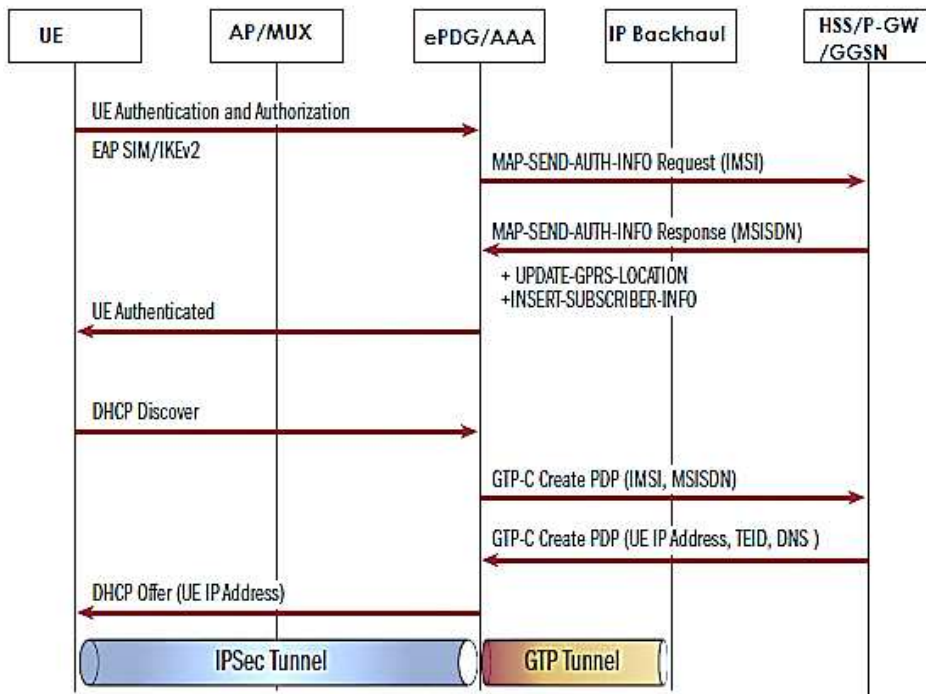 UE
AP/MUX
ePDG/AAA
IP Backhaul
HSS/P-GW
/GGSN
UE Authentication and Authorization
EAP SIM/IKEv2
MAP-SEND-AUTH-INFO Request (IMSI)
MAP-SEND-AUTH-INFO Response (MSISDN)
+ UPDATE-GPRS-LOCATION
+INSERT-SUBSCRIBER-INFO
UE Authenticated
DHCP Discover
GTP-C Create PDP (IMSI, MSISDN)
GTP-C Create PDP (UE IP Address, TEID, DNS )
DHCP Offer (UE IP Address)
IPSec Tunnel
GTP Tunnel